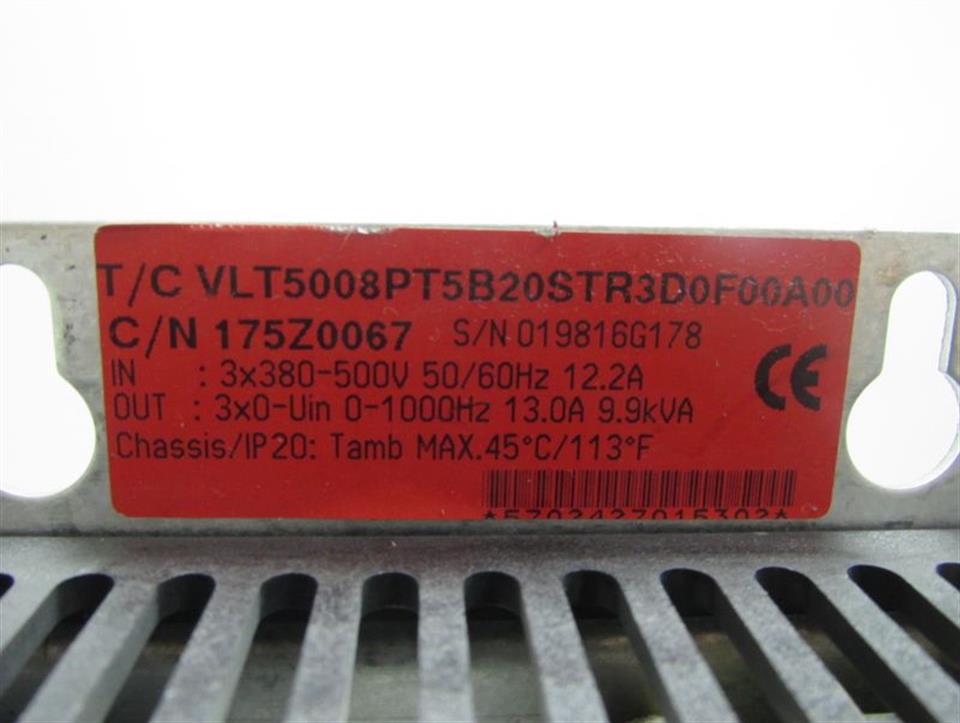 T/C VLT5008PT5B20STR3D0F00A00
C/N 175Z0067 S/N 019816G178
IN : 3x380-500V 50/60Hz 12.2A
OUT : 3x0-Uin 0-1000Hz 13.0A 9.9kVA
Chassis/IP20: Tamb MAX.45°C/113°F
CE
*5702427015302*